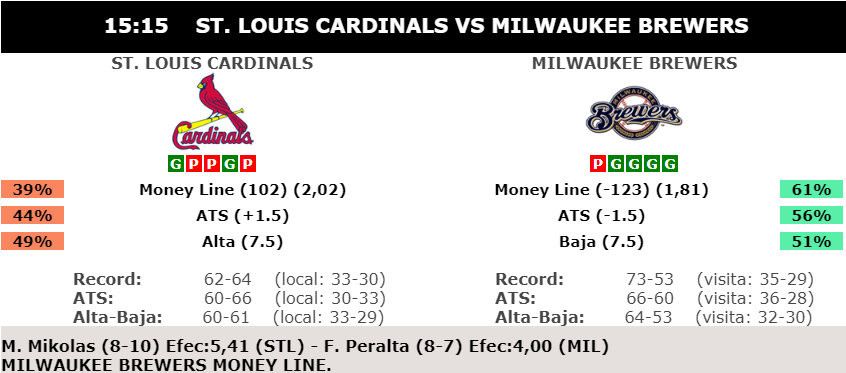 15:15 ST. LOUIS CARDINALS VS MILWAUKEE BREWERS
ST. LOUIS CARDINALS MILWAUKEE BREWERS
Cardinals MILWAUKEE Brewers
G P P G P P G G G G
39% Money Line (102) (2,02) Money Line (-123) (1,81) 61%
44% ATS (+1.5) ATS (-1.5) 56%
49% Alta (7.5) Baja (7.5) 51%
Record: 62-64 (local: 33-30) Record: 73-53 (visita: 35-29)
ATS: 60-66 (local: 30-33) ATS: 66-60 (visita: 36-28)
Alta-Baja: 60-61 (local: 33-29) Alta-Baja: 64-53 (visita: 32-30)
M. Mikolas (8-10) Efec:5,41 (STL) - F. Peralta (8-7) Efec:4,00 (MIL)
MILWAUKEE BREWERS MONEY LINE.